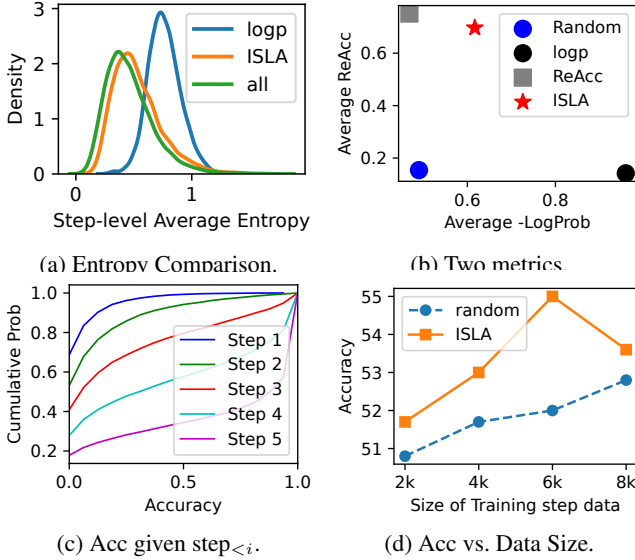 logp
ISLA
all
3
2
1
0
Density
0
1
Step-level Average Entropy
(a) Entropy Comparison.
Random
logp
ReAcc
ISLA
0.6
0.4
0.2
Average ReAcc
0.6
0.8
Average -LogProb
(b) Two metrics.
1.0
0.8
0.6
0.4
0.2
Cumulative Prob
Step 1
Step 2
Step 3
Step 4
Step 5
0.0
0.5
1.0
Accuracy
(c) Acc given step<i.
random
ISLA
55
54
53
52
51
Accuracy
2k
4k
6k
8k
Size of Training step data
(d) Acc vs. Data Size.